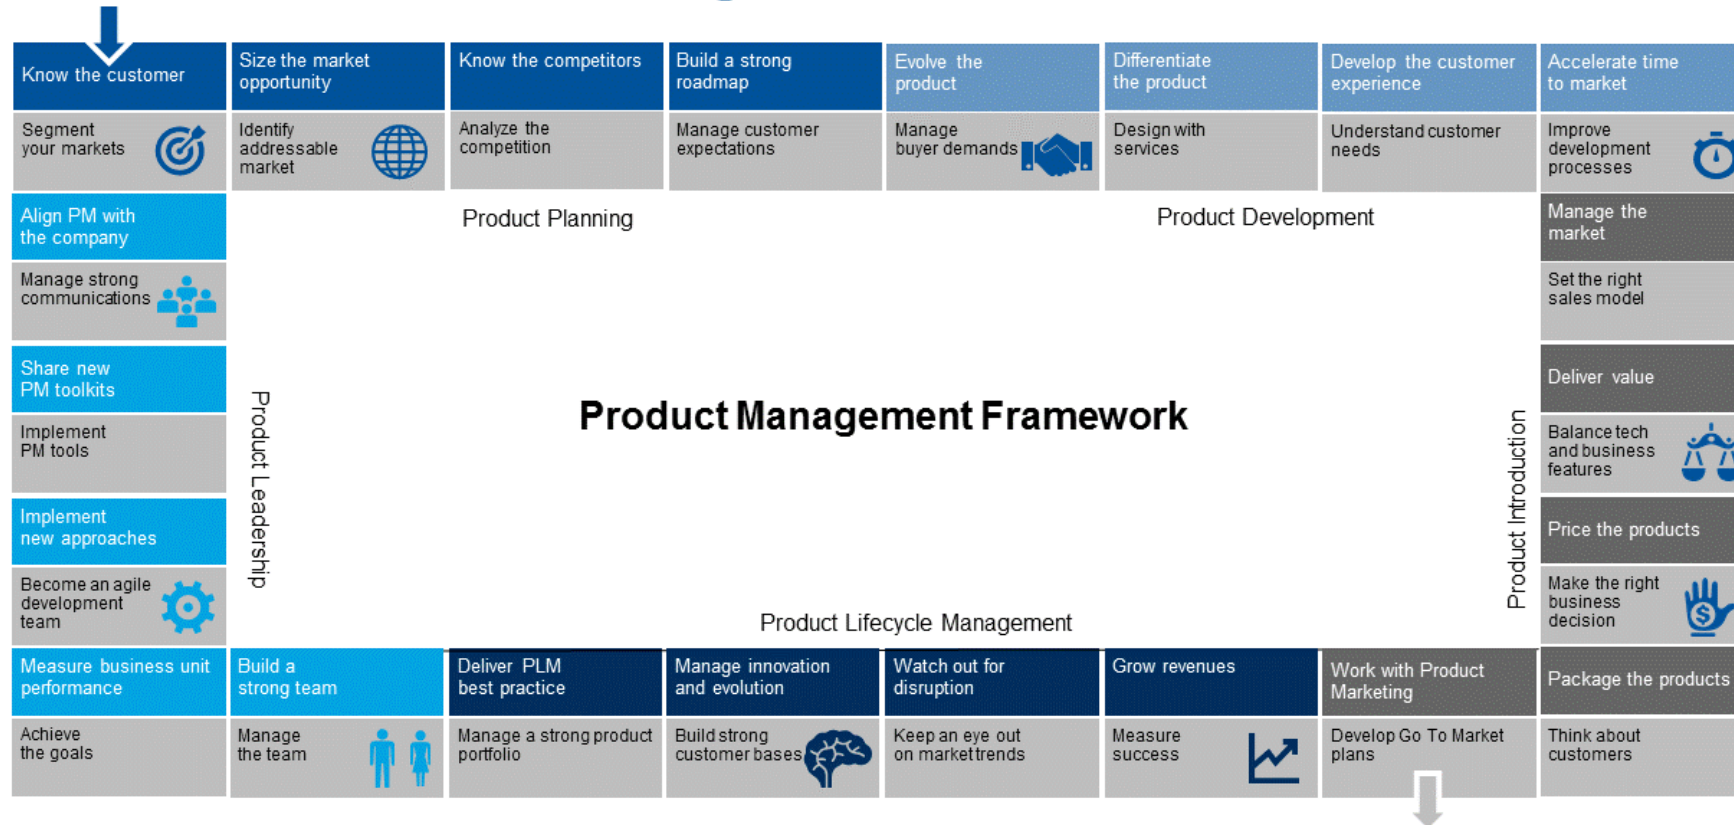 Know the customer
Size the market
opportunity
Know the competitors
Build a strong
roadmap
Evolve the
product
Differentiate
the product
Develop the customer
experience
Accelerate time
to market
Segment
your markets
Identify
addressable
market
Analyze the
competition
Manage customer
expectations
Manage
buyer demands
Design with
services
Understand customer
needs
Improve
development
processes
Align PM with
the company
Product Planning
Product Development
Manage the
market
Manage strong
communications
Set the right
sales model
Share new
PM toolkits
Deliver value
Implement
PM tools
Product Leadership
Product Management Framework
Product Introduction
Balance tech
and business
features
Implement
new approaches
Price the products
Become an agile
development
team
Make the right
business
decision
$
Product Lifecycle Management
Measure business unit
performance
Build a
strong team
Deliver PLM
best practice
Manage innovation
and evolution
Watch out for
disruption
Grow revenues
Work with Product
Marketing
Package the products
Achieve
the goals
Manage
the team
Manage a strong product
portfolio
Build strong
customer bases
Keep an eye out
on market trends
Measure
success
Develop Go To Market
plans
Think about
customers